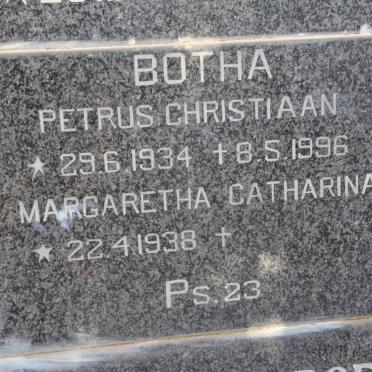 BOTHA
PETRUS CHRISTIAAN
★ 29.6.1934 †8.5.1996
MARGARETHA CATHARINA
★ 22.4.1938 †
Ps.23